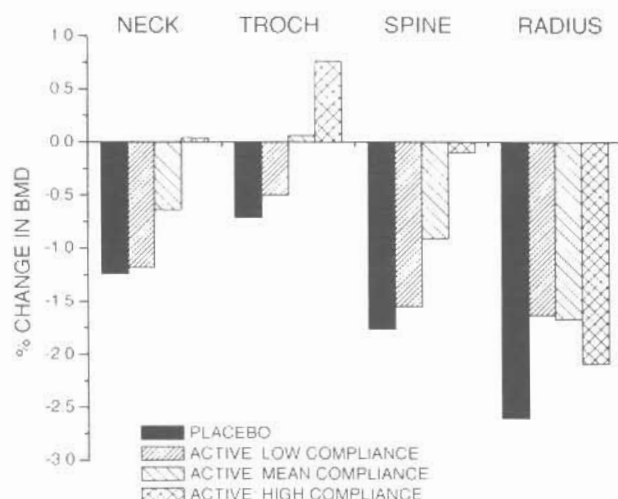 NECK TROCH SPINE RADIUS
1.0
0.5
0.0
-0.5
-1.0
-1.5
-2.0
-2.5
-3.0
% CHANGE IN BMD
PLACEBO
ACTIVE LOW COMPLIANCE
ACTIVE MEAN COMPLIANCE
ACTIVE HIGH COMPLIANCE